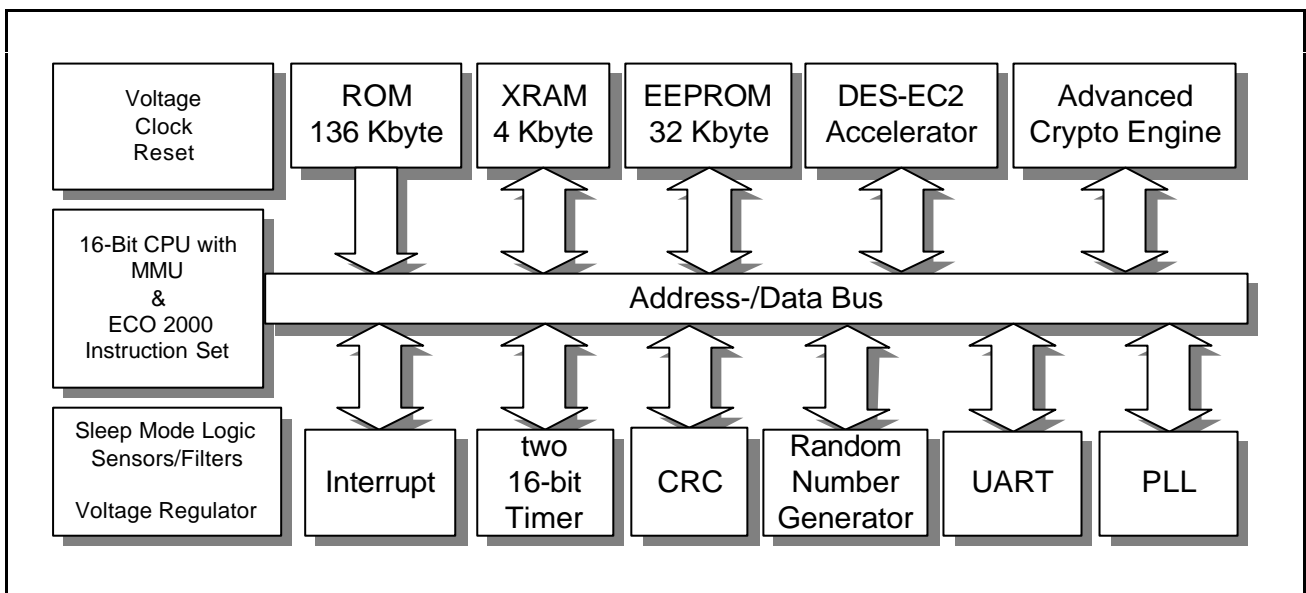 Voltage
Clock
Reset
ROM
136 Kbyte
XRAM
4 Kbyte
EEPROM
32 Kbyte
DES-EC2
Accelerator
Advanced
Crypto Engine
16-Bit CPU with
MMU
&
ECO 2000
Instruction Set
Address-/Data Bus
Sleep Mode Logic
Sensors/Filters
Voltage Regulator
Interrupt
two
16-bit
Timer
CRC
Random
Number
Generator
UART
PLL